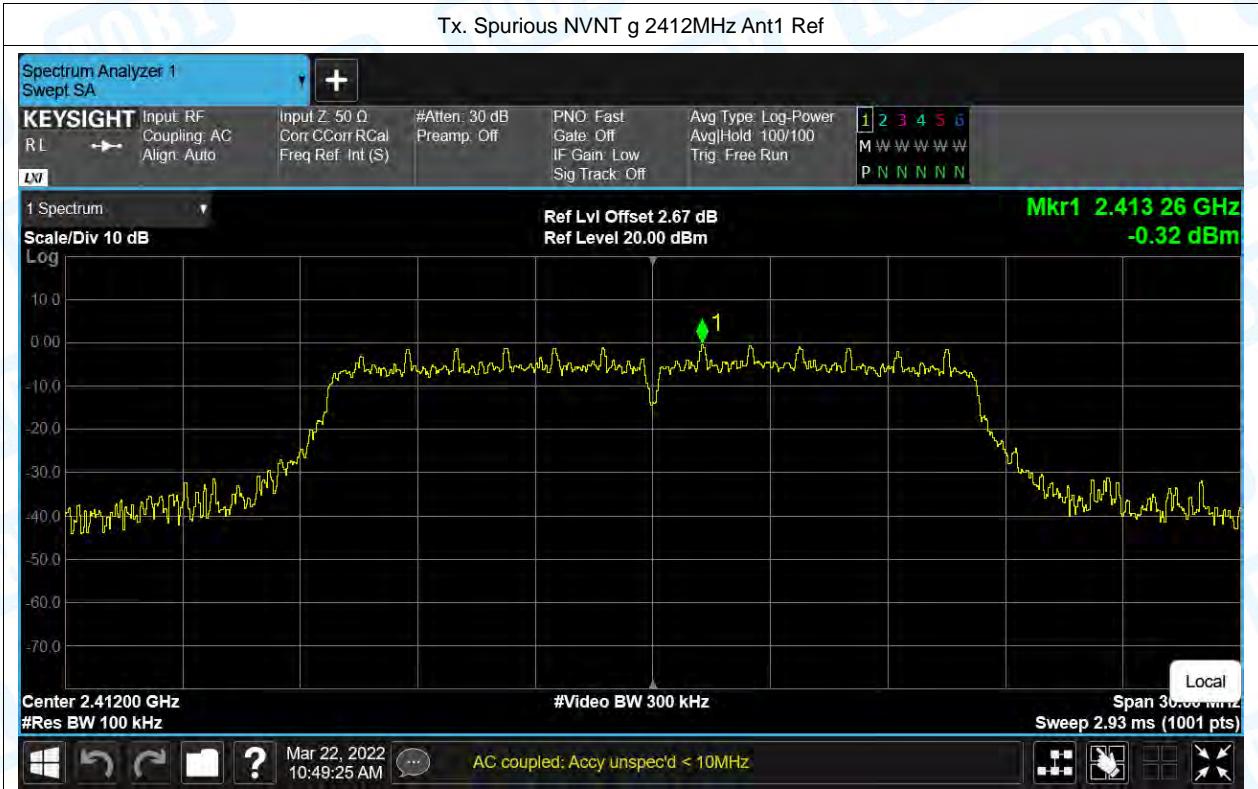 Tx. Spurious NVNT g 2412MHz Ant1 Ref
Spectrum Analyzer 1
Swept SA
KEYSIGHT Input: RF Input Z: 50 Ω #Atten: 30 dB PNO: Fast Avg Type: Log-Power 1 2 3 4 5 6
R L Coupling: AC Corr CCorr RCal Preamp: Off Gate: Off Avg|Hold: 100/100 M W W W W W
Align: Auto Freq Ref: Int (S) IF Gain: Low Trig: Free Run
LXI Sig Track: Off P N N N N N N
1 Spectrum Ref Lvl Offset 2.67 dB Mkr1 2.413 26 GHz
Scale/Div 10 dB Ref Level 20.00 dBm -0.32 dBm
Log
10.0
0.00
1
-10.0
-20.0
-30.0
-40.0
-50.0
-60.0
-70.0
Local
Center 2.41200 GHz #Video BW 300 kHz Span 30.00 MHz
#Res BW 100 kHz Sweep 2.93 ms (1001 pts)
? Mar 22, 2022
10:49:25 AM AC coupled: Accy unspec'd < 10MHz